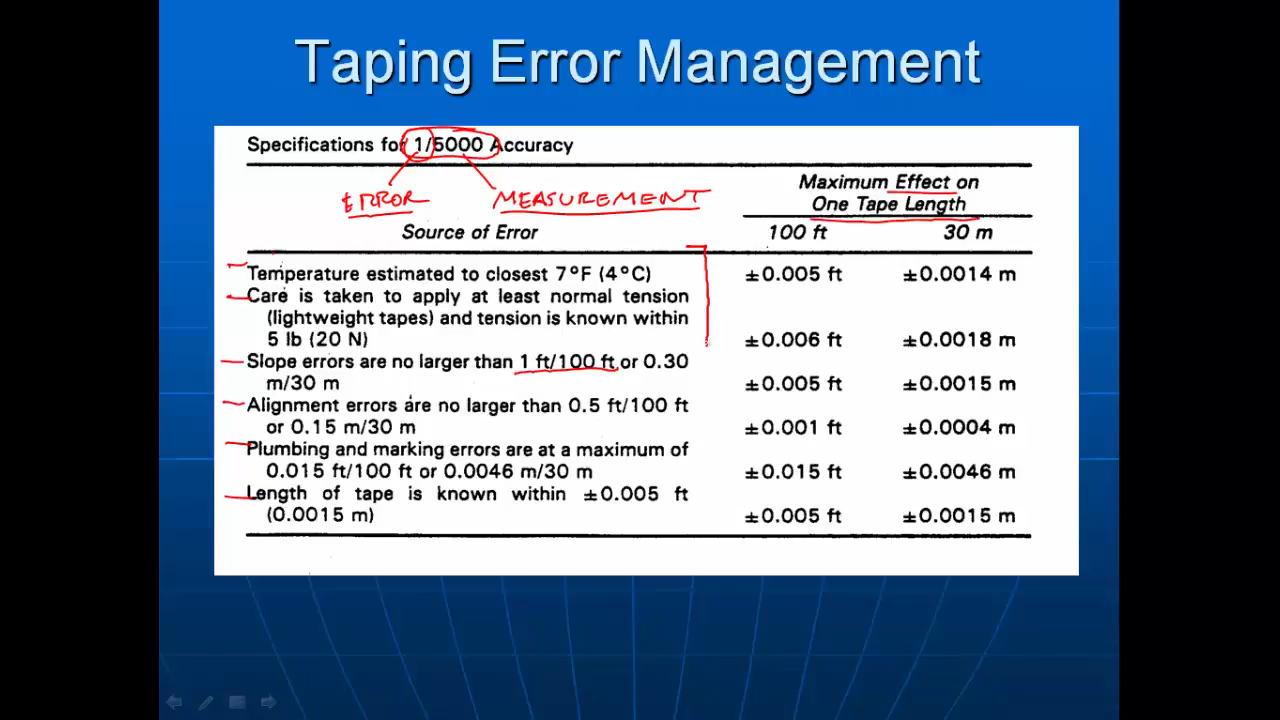 Taping Error Management
Specifications for 1/5000 Accuracy
ERROR MEASUREMENT
Maximum Effect on
One Tape Length
Source of Error 100 ft 30 m
Temperature estimated to closest 7°F (4°C) ±0.005 ft ±0.0014 m
Care is taken to apply at least normal tension
(lightweight tapes) and tension is known within
5 lb (20 N) ±0.006 ft ±0.0018 m
Slope errors are no larger than 1 ft/100 ft or 0.30
m/30 m ±0.005 ft ±0.0015 m
Alignment errors are no larger than 0.5 ft/100 ft
or 0.15 m/30 m ±0.001 ft ±0.0004 m
Plumbing and marking errors are at a maximum of
0.015 ft/100 ft or 0.0046 m/30 m ±0.015 ft ±0.0046 m
Length of tape is known within ±0.005 ft
(0.0015 m) ±0.005 ft ±0.0015 m